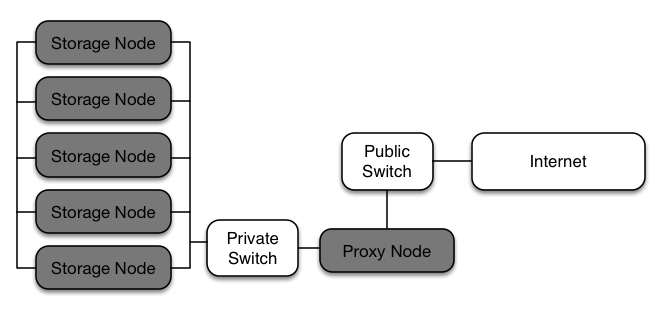 Storage Node
Storage Node
Storage Node
Storage Node
Storage Node
Private
Switch
Proxy Node
Public
Switch
Internet